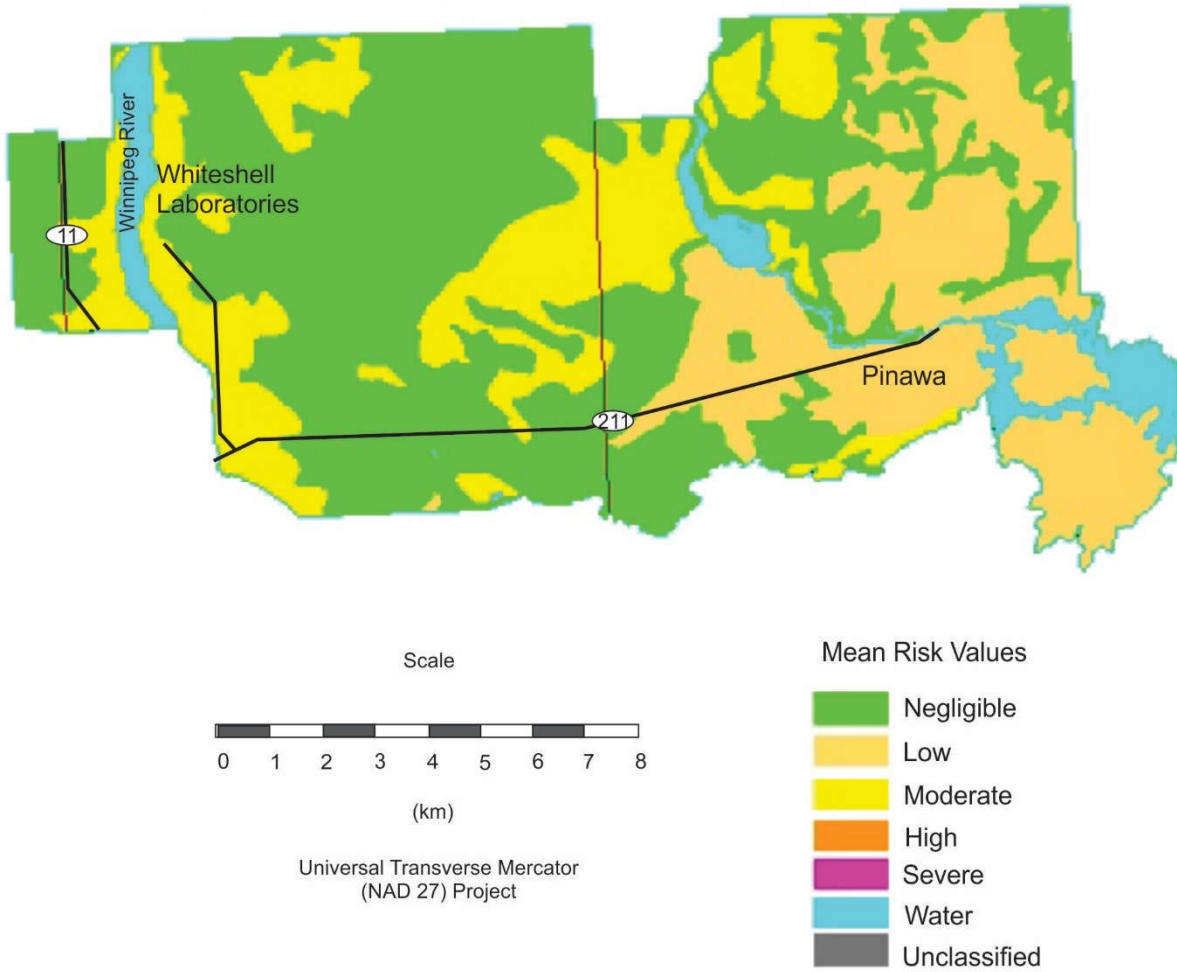 Winnipeg River
Whiteshell
Laboratories
11
211
Pinawa
Scale
0 1 2 3 4 5 6 7 8
(km)
Universal Transverse Mercator
(NAD 27) Project
Mean Risk Values
Negligible
Low
Moderate
High
Severe
Water
Unclassified